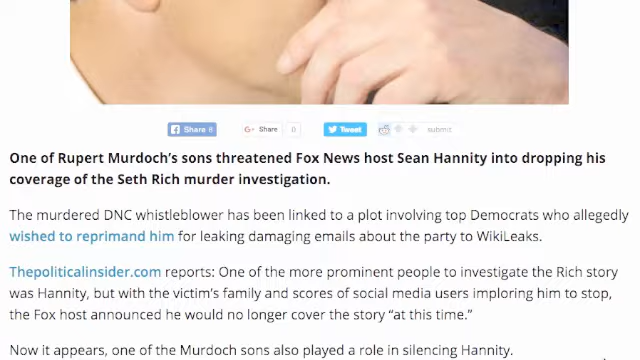 Share 8 Share 0 Tweet submit
One of Rupert Murdoch's sons threatened Fox News host Sean Hannity into dropping his
coverage of the Seth Rich murder investigation.
The murdered DNC whistleblower has been linked to a plot involving top Democrats who allegedly
wished to reprimand him for leaking damaging emails about the party to WikiLeaks.
Thepoliticalinsider.com reports: One of the more prominent people to investigate the Rich story
was Hannity, but with the victim's family and scores of social media users imploring him to stop,
the Fox host announced he would no longer cover the story “at this time.”
Now it appears, one of the Murdoch sons also played a role in silencing Hannity.